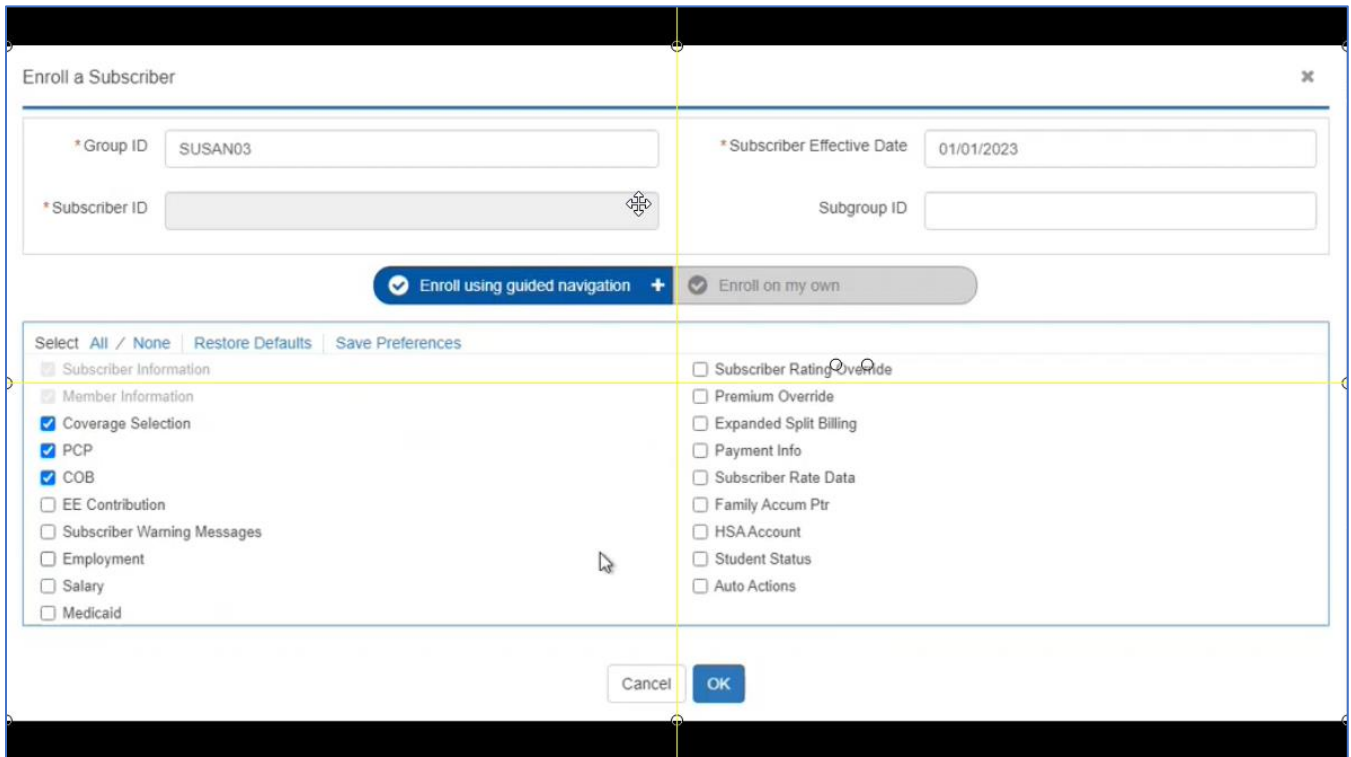 Enroll a Subscriber
* Group ID SUSAN03 * Subscriber Effective Date 01/01/2023
* Subscriber ID Subgroup ID
Enroll using guided navigation + Enroll on my own
Select All / None Restore Defaults Save Preferences
Subscriber Information
Member Information
Coverage Selection
PCP
COB
EE Contribution
Subscriber Warning Messages
Employment
Salary
Medicaid
Subscriber Rating Override
Premium Override
Expanded Split Billing
Payment Info
Subscriber Rate Data
Family Accum Ptr
HSA Account
Student Status
Auto Actions
Cancel OK